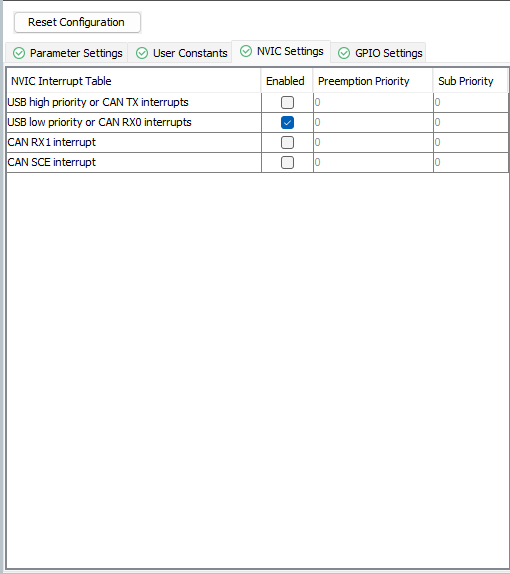 Reset Configuration
Parameter Settings User Constants NVIC Settings GPIO Settings
NVIC Interrupt Table Enabled Preemption Priority Sub Priority
USB high priority or CAN TX interrupts 0 0
USB low priority or CAN RX0 interrupts 0 0
CAN RX1 interrupt 0 0
CAN SCE interrupt 0 0